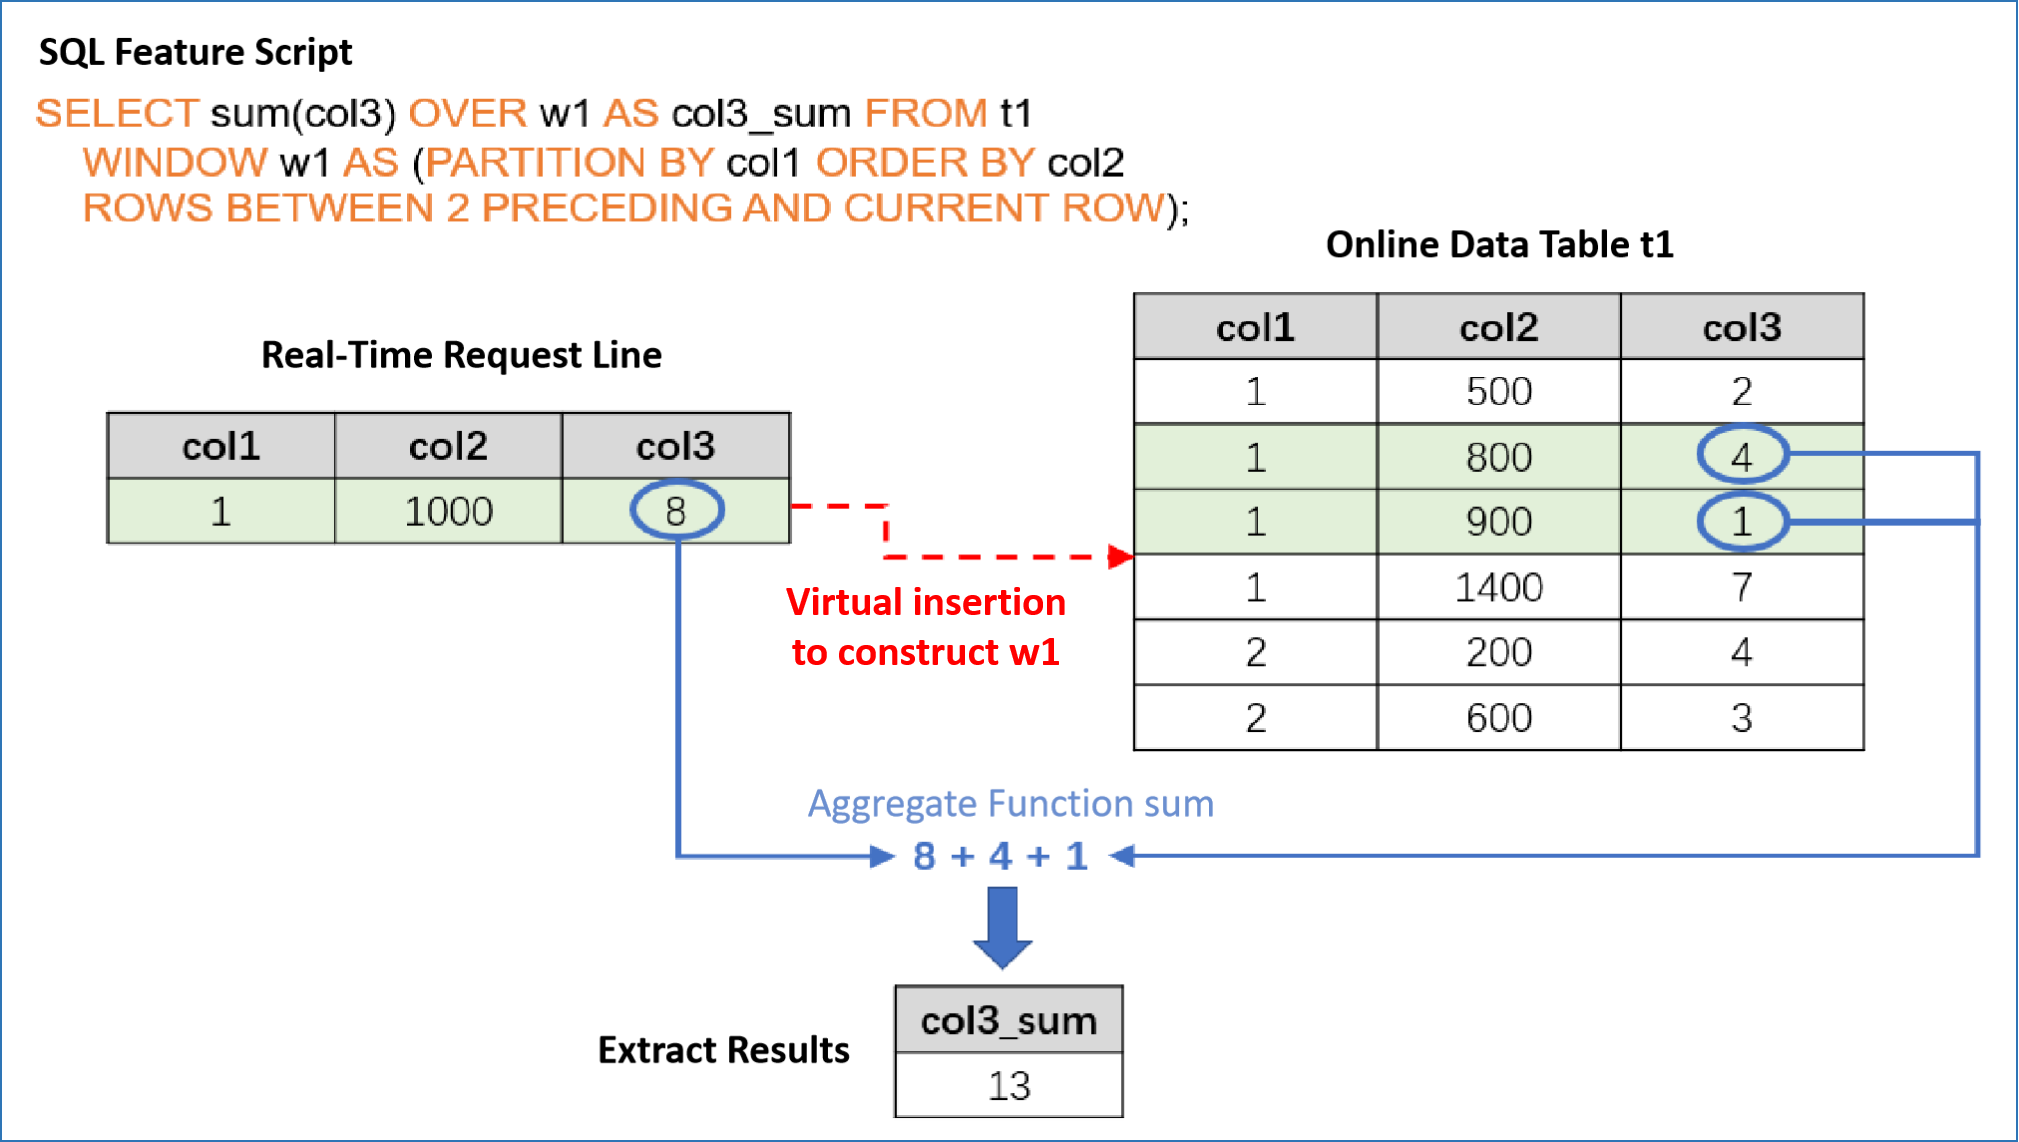 SQL Feature Script
SELECT sum(col3) OVER w1 AS col3_sum FROM t1
WINDOW w1 AS (PARTITION BY col1 ORDER BY col2
ROWS BETWEEN 2 PRECEDING AND CURRENT ROW);
Real-Time Request Line
col1 col2 col3
1 1000 8
Virtual insertion
to construct w1
Online Data Table t1
col1 col2 col3
1 500 2
1 800 4
1 900 1
1 1400 7
2 200 4
2 600 3
Aggregate Function sum
8 + 4 + 1
Extract Results
col3_sum
13